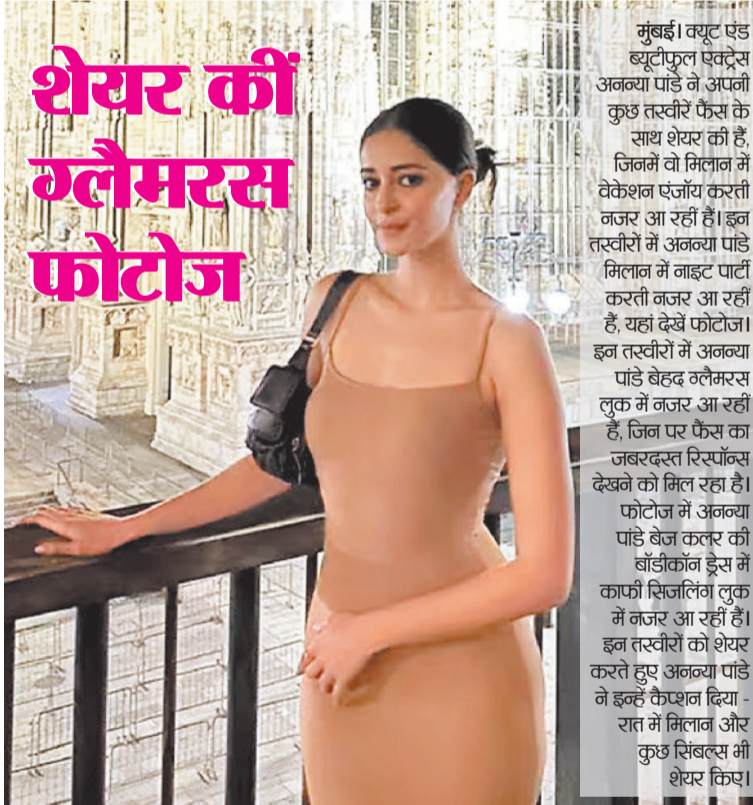 शेयर कीं
ग्लैमरस
फोटोज
मुंबई। क्यूट एंड
ब्यूटीफुल एक्ट्रेस
अनन्या पांडे ने अपनी
कुछ तस्वीरें फैंस के
साथ शेयर की हैं,
जिनमें वो मिलान में
वेकेशन एंजॉय करती
नजर आ रहीं हैं। इन
तस्वीरों में अनन्या पांडे
मिलान में नाइट पार्टी
करती नजर आ रहीं
हैं, यहां देखें फोटोज।
इन तस्वीरों में अनन्या
पांडे बेहद ग्लैमरस
लुक में नजर आ रहीं
हैं, जिन पर फैंस का
जबरदस्त रिस्पॉन्स
देखने को मिल रहा है।
फोटोज में अनन्या
पांडे बेज कलर की
बॉडीकॉन ड्रेस में
काफी सिजलिंग लुक
में नजर आ रहीं हैं।
इन तस्वीरों को शेयर
करते हुए अनन्या पांडे
ने इन्हें कैप्शन दिया -
रात में मिलान और
कुछ सिंबल्स भी
शेयर किए।